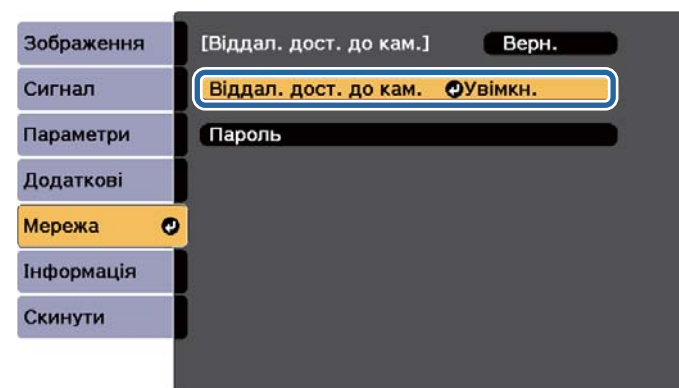 Зображення
Сигнал
Параметри
Додаткові
Мережа
Інформація
Скинути
[Віддал. дост. до кам.] Верн.
Віддал. дост. до кам. Увімкн.
Пароль